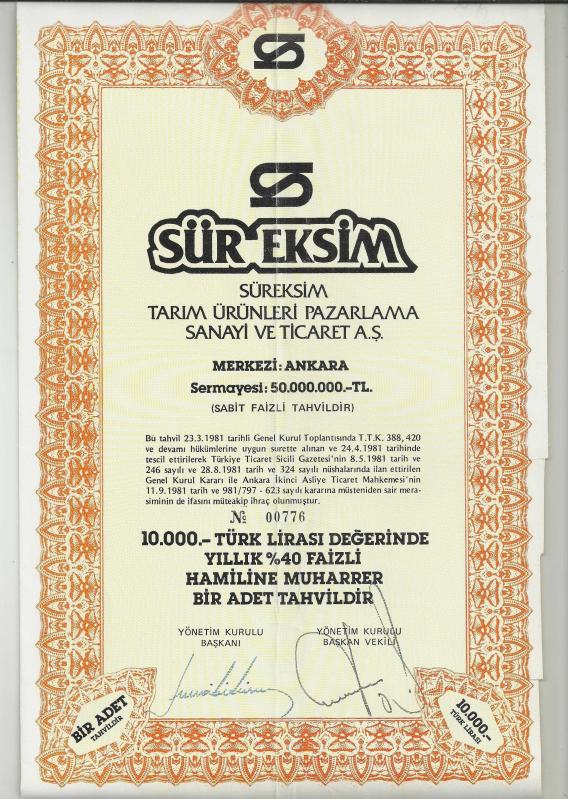 SÜR EKSİM
SÜREKSİM
TARIM ÜRÜNLERİ PAZARLAMA
SANAYİ VE TİCARET A.Ş.
MERKEZİ: ANKARA
Sermayesi: 50.000.000.-TL.
(SABİT FAİZLİ TAHVİLDİR)
Bu tahvil 23.3.1981 tarihli Genel Kurul Toplantısında T.T.K. 388, 420
ve devamı hükümlerine uygun surette alınan ve 24.4.1981 tarihinde
tescil ettirilerek Türkiye Ticaret Sicili Gazetesi'nin 8.5.1981 tarih ve
246 sayılı ve 28.8.1981 tarih ve 324 sayılı nüshalarında ilan ettirilen
Genel Kurul Kararı ile Ankara İkinci Asliye Ticaret Mahkemesi'nin
11.9.1981 tarih ve 981/797 - 623 sayılı kararına müsteniden sair mera-
siminin de ifasını müteakip ihraç olunmuştur.
№ 00776
10.000.– TÜRK LİRASI DEĞERİNDE
YILLIK %40 FAİZLİ
HAMİLİNE MUHARRER
BİR ADET TAHVİLDİR
YÖNETİM KURULU
BAŞKANI
YÖNETİM KURULU
BAŞKAN VEKİLİ
BİR ADET
TAHVİLDİR
10.000.-
TÜRK LİRASI